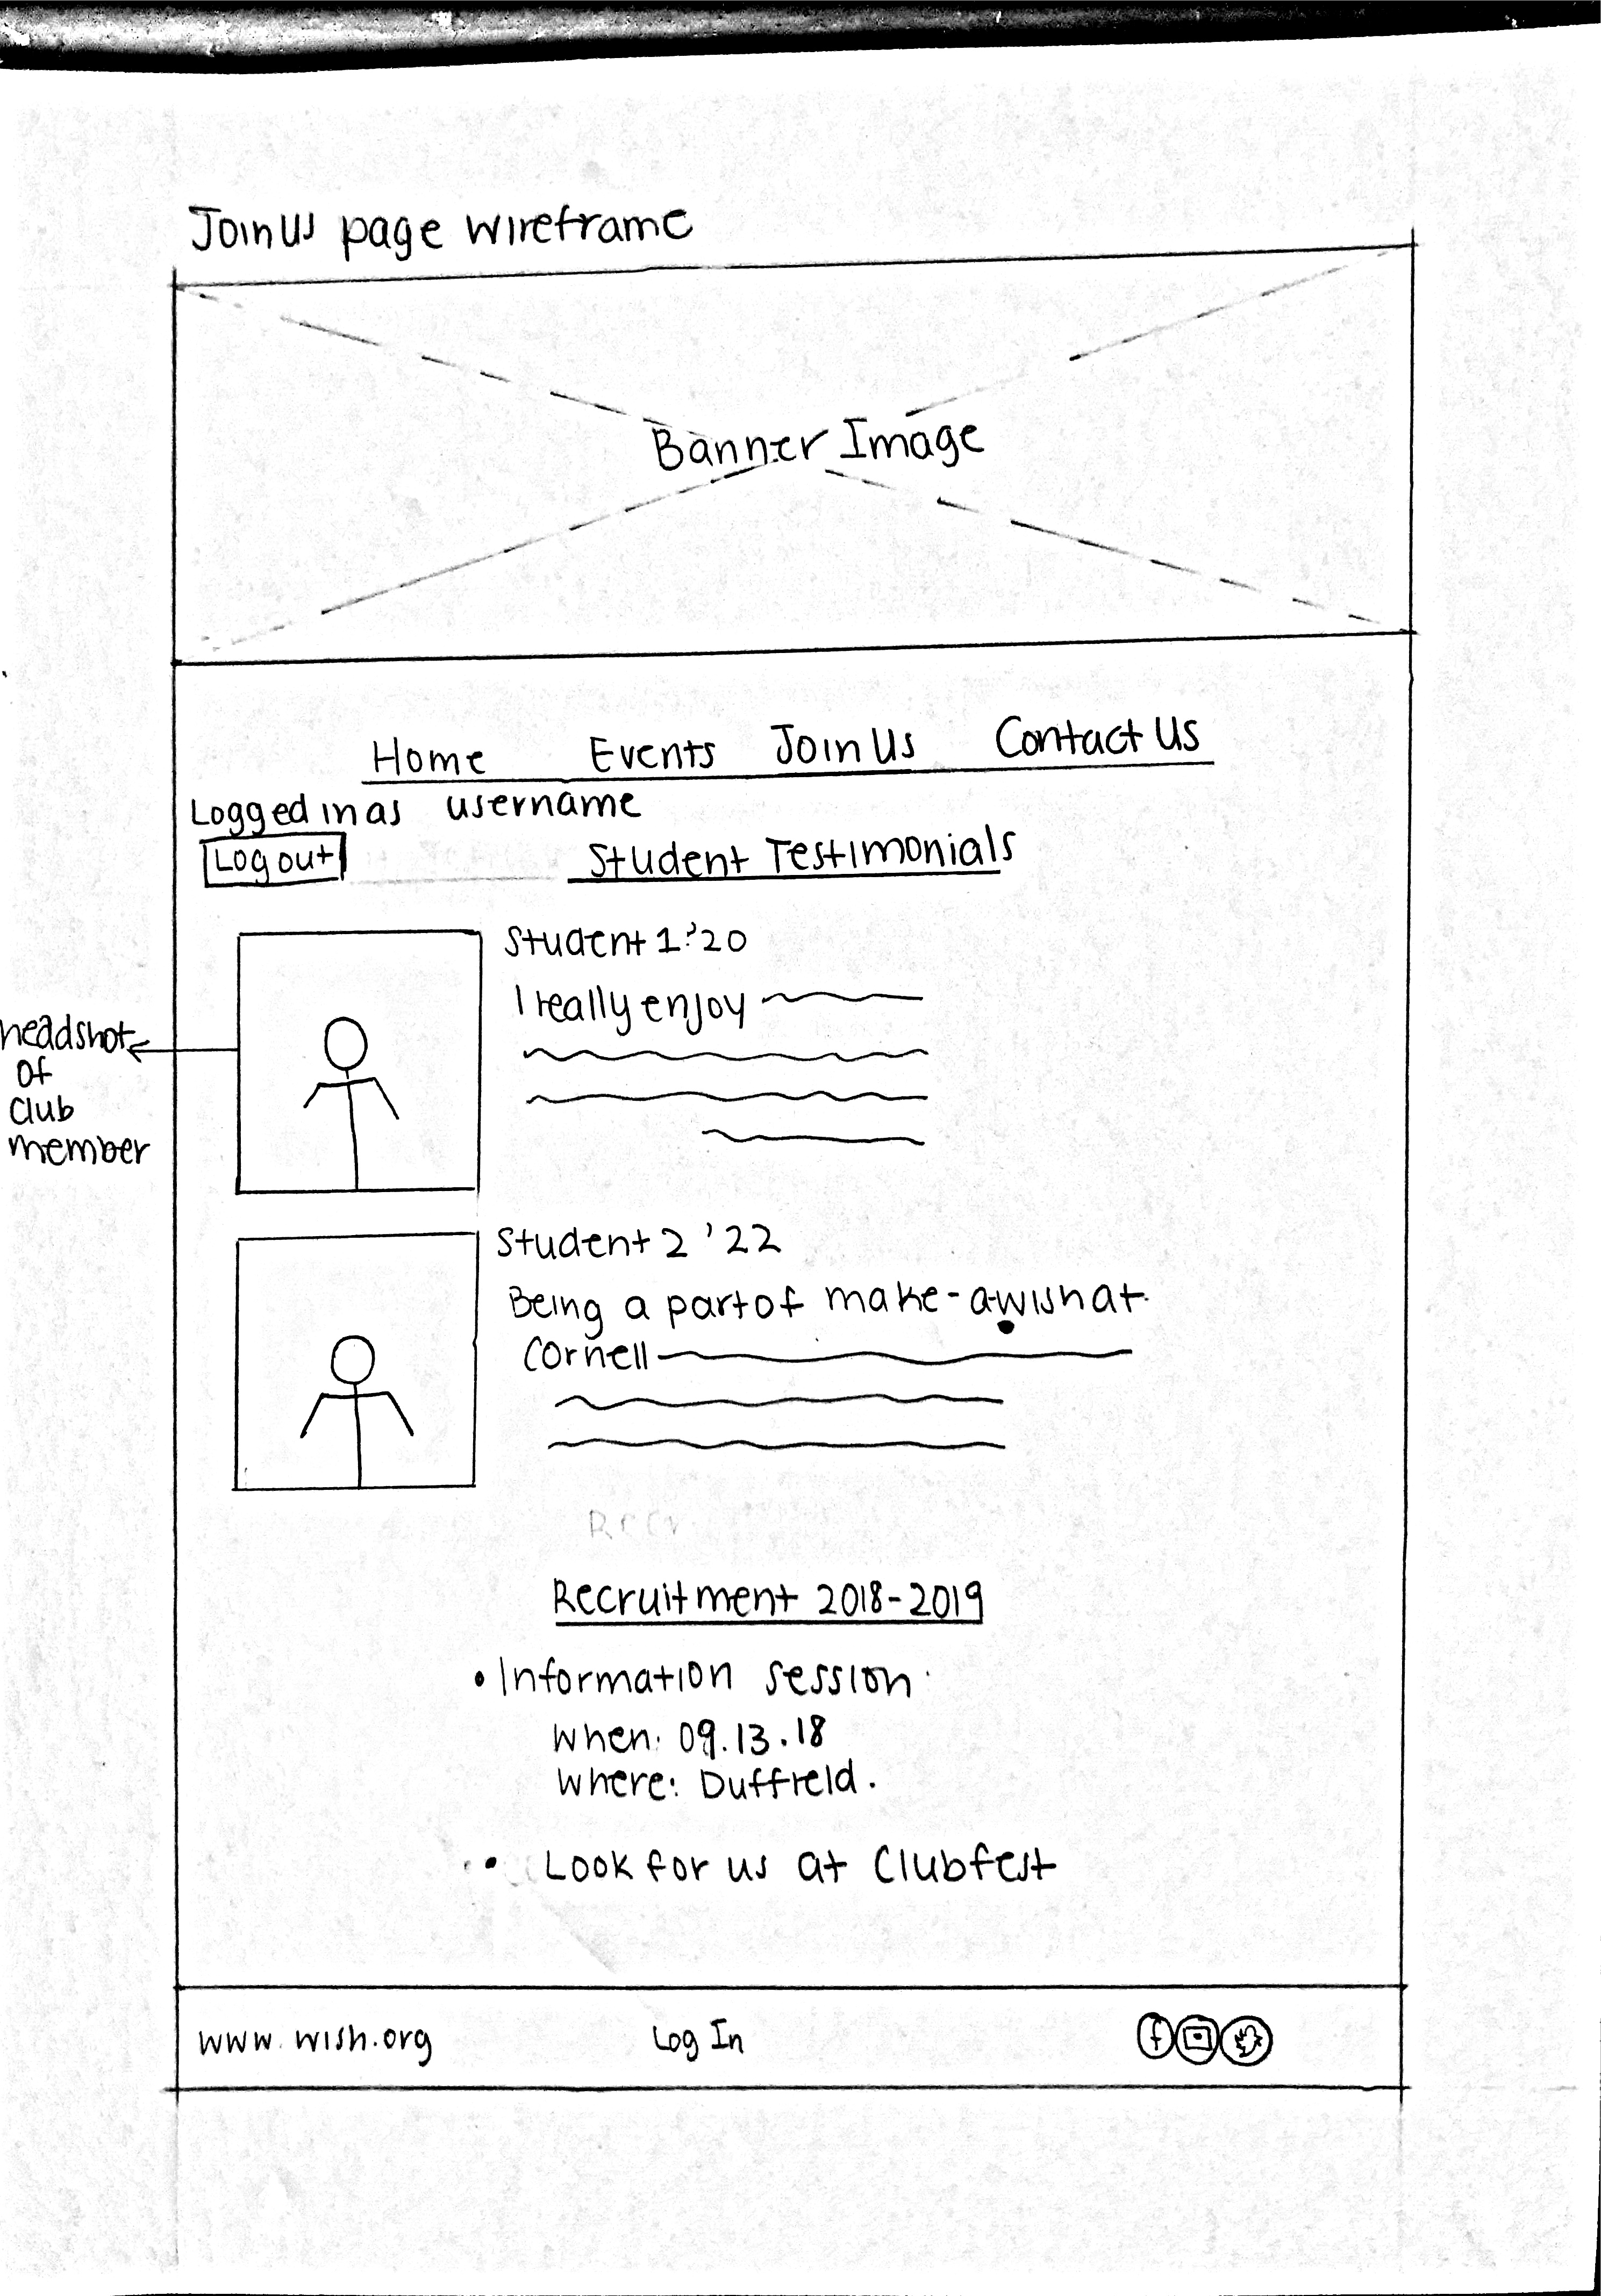 Join Us page wireframe
Banner Image
Home Events Join Us Contact Us
Logged in as username
Log out
Student Testimonials
Student 1 '20
I really enjoy
headshot
of
club
member
Student 2 '22
Being a part of make-a-wish at
Cornell
Recruitment 2018-2019
• Information session
When: 09.13.18
Where: Duffield.
• Look for us at Clubfest
www.wish.org Log In f